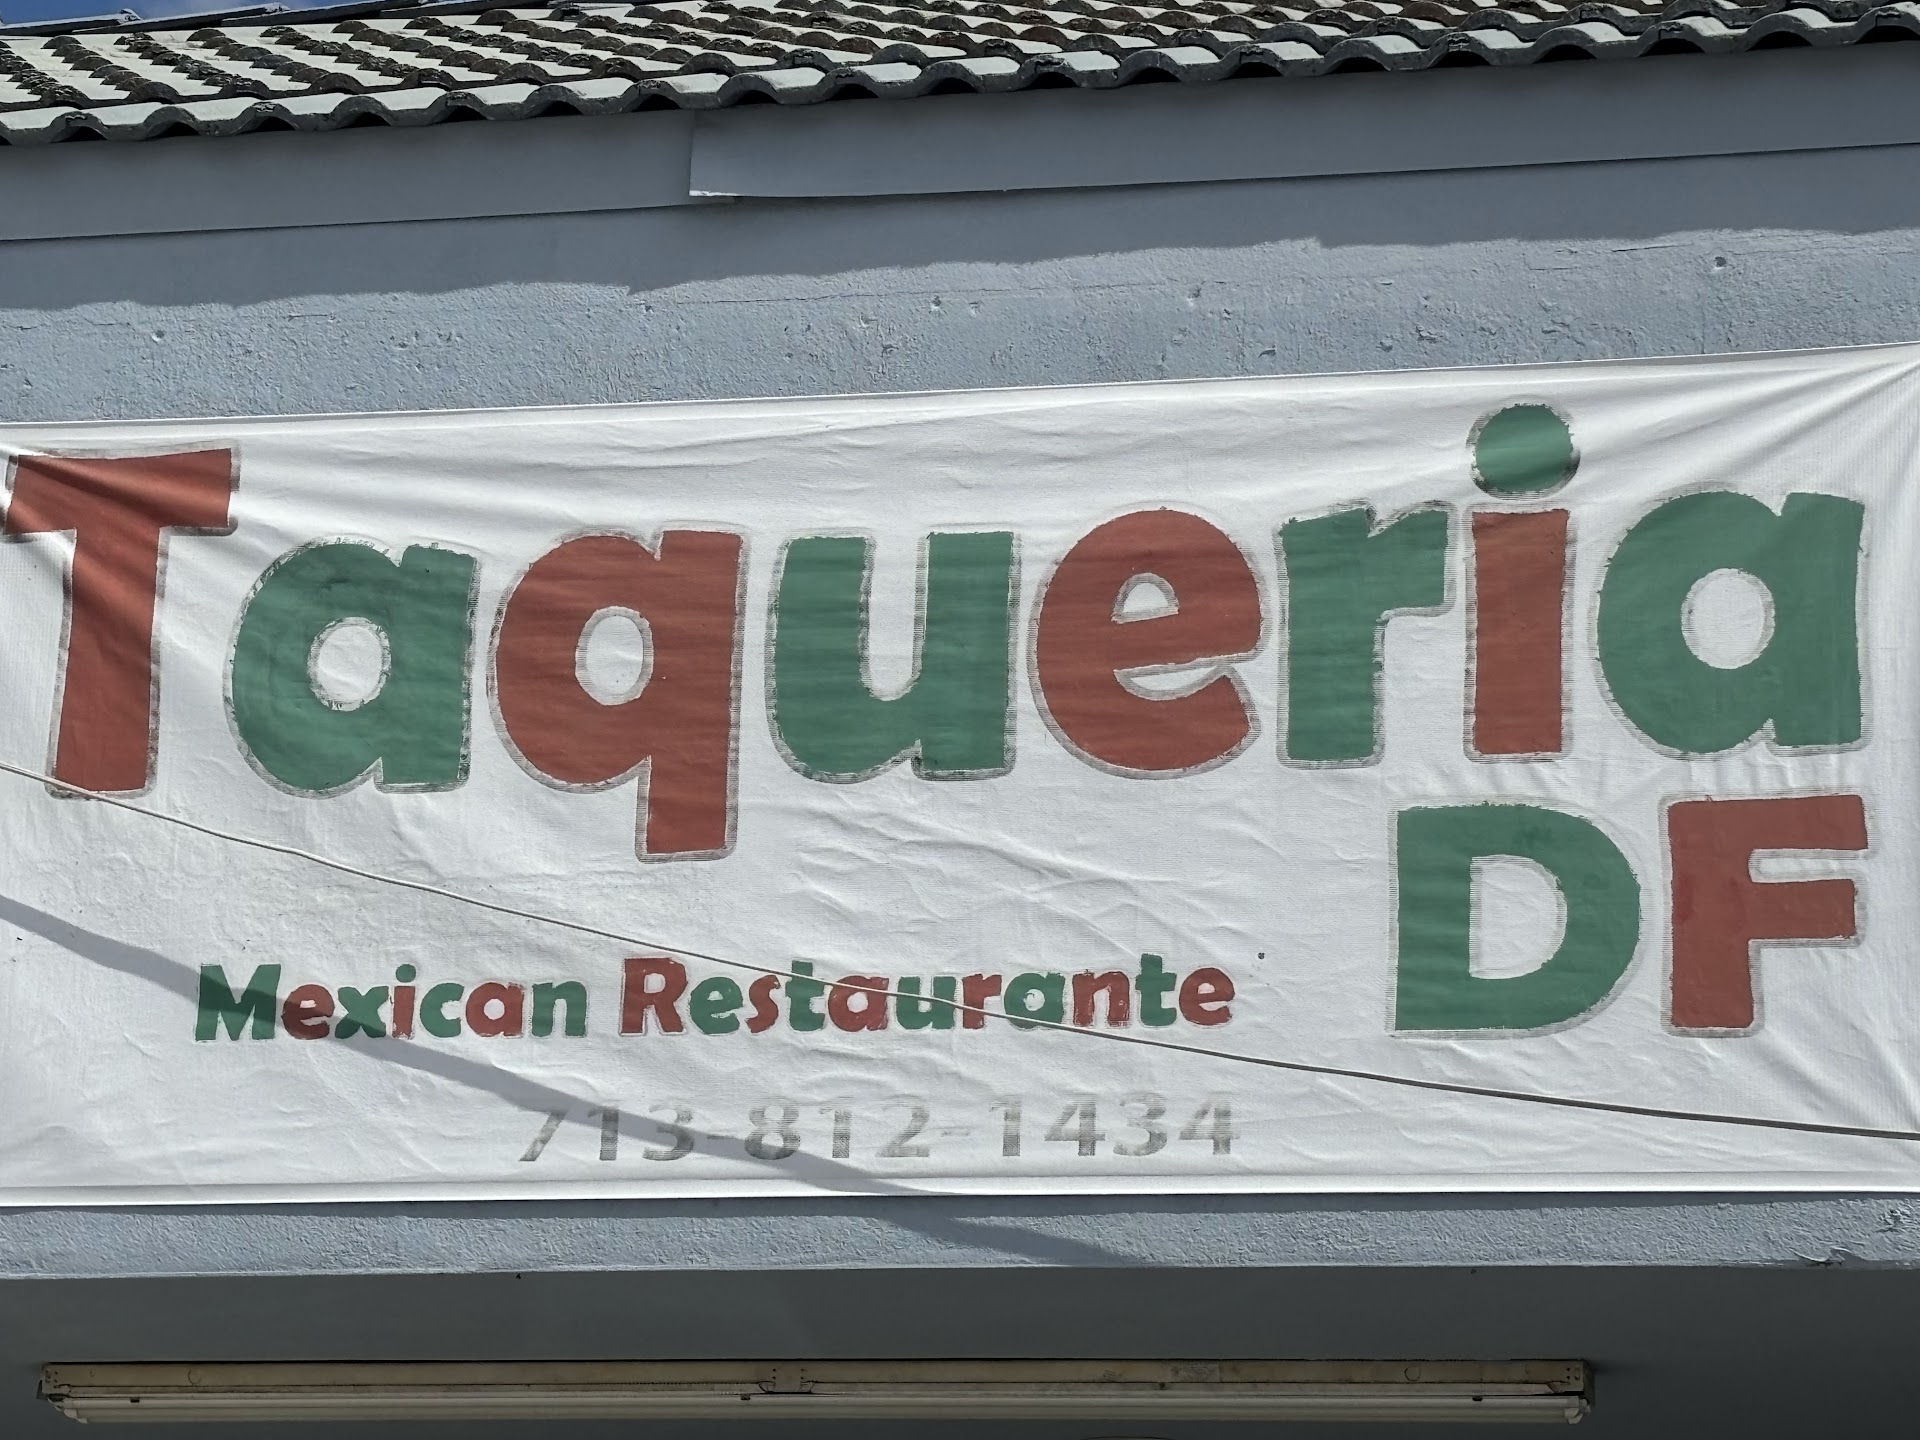 Taqueria
DF
Mexican Restaurante
713-812-1434